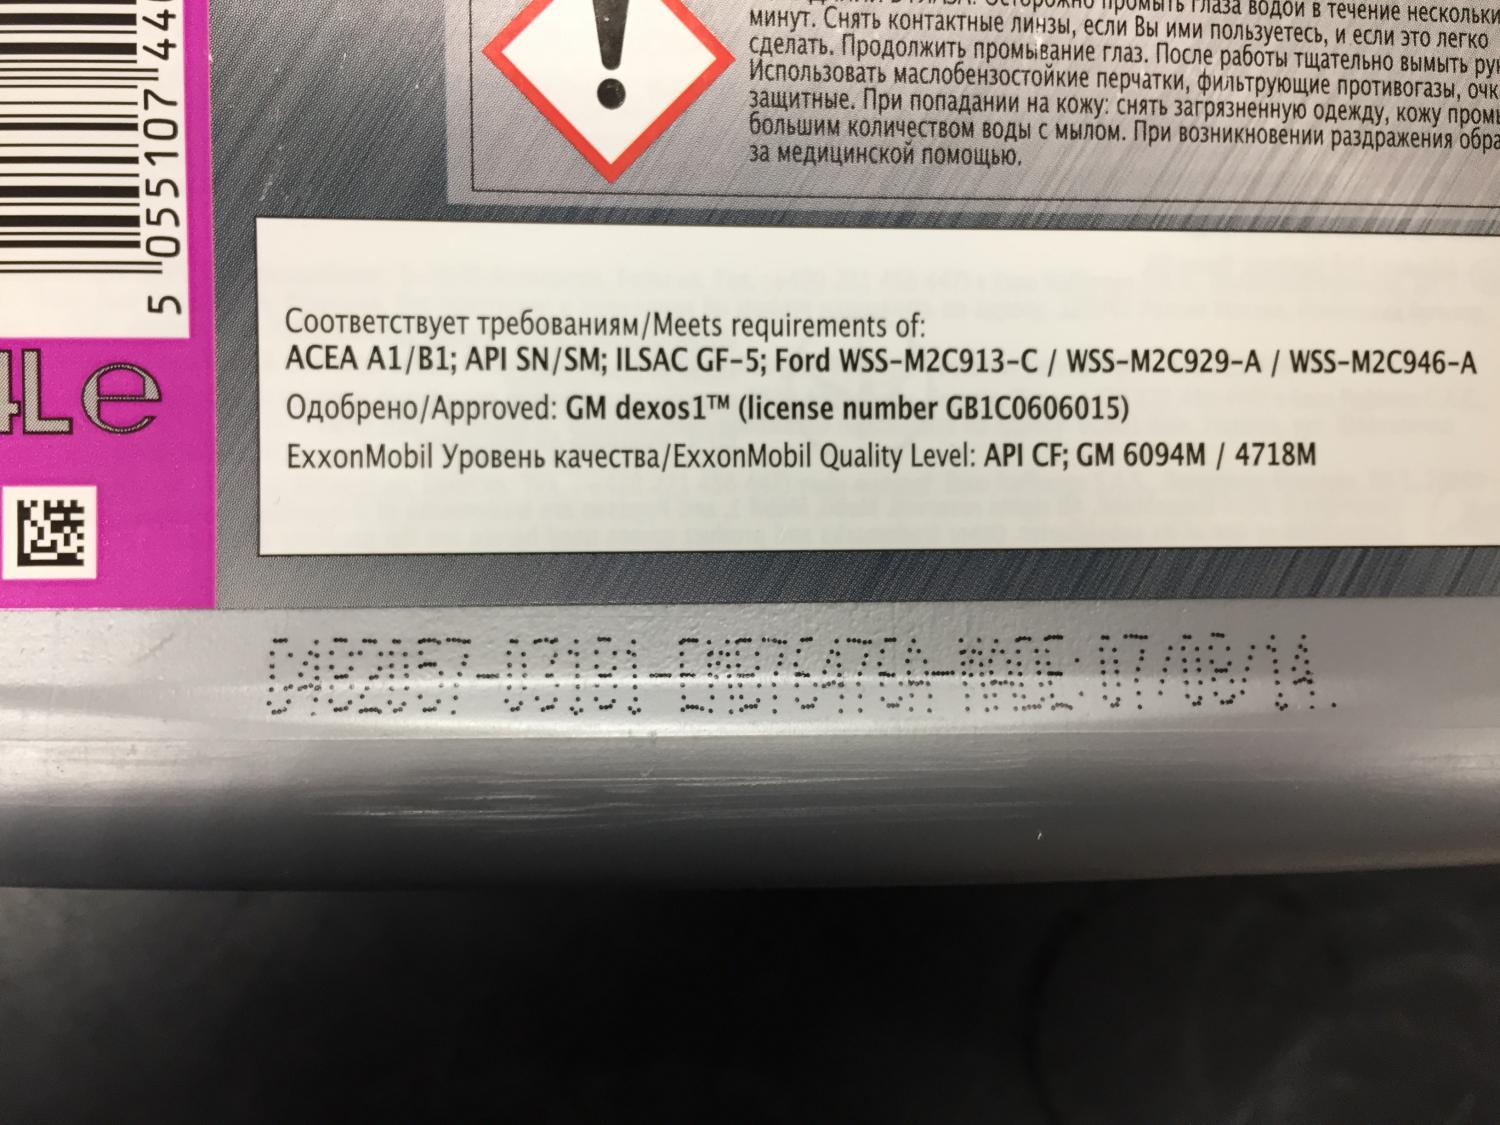 минут. Снять контактные линзы, если Вы ими пользуетесь, и если это легко
сделать. Продолжить промывание глаз. После работы тщательно вымыть
Использовать маслобензостойкие перчатки, фильтрующие противогазы,
защитные. При попадании на кожу: снять загрязненную одежду, кожу
большим количеством воды с мылом. При возникновении раздражения
за медицинской помощью.
5 055107 440
4L e
Соответствует требованиям/Meets requirements of:
ACEA A1/B1; API SN/SM; ILSAC GF-5; Ford WSS-M2C913-C / WSS-M2C929-A / WSS-M2C946-A
Одобрено/Approved: GM dexos1™ (license number GB1C0606015)
ExxonMobil Уровень качества/ExxonMobil Quality Level: API CF; GM 6094M / 4718M